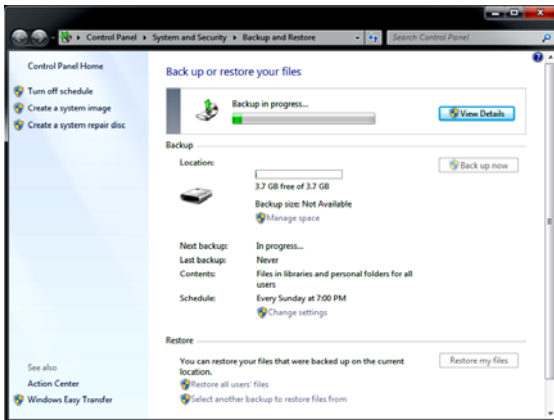 Control Panel ▸ System and Security ▸ Backup and Restore
Search Control Panel
Control Panel Home
Turn off schedule
Create a system image
Create a system repair disc
Back up or restore your files
Backup in progress...
View Details
Backup
Location:
Back up now
3.7 GB free of 3.7 GB
Backup size: Not Available
Manage space
Next backup: In progress...
Last backup: Never
Contents: Files in libraries and personal folders for all
users
Schedule: Every Sunday at 7:00 PM
Change settings
Restore
You can restore your files that were backed up on the current
location.
Restore my files
Restore all users' files
Select another backup to restore files from
See also
Action Center
Windows Easy Transfer